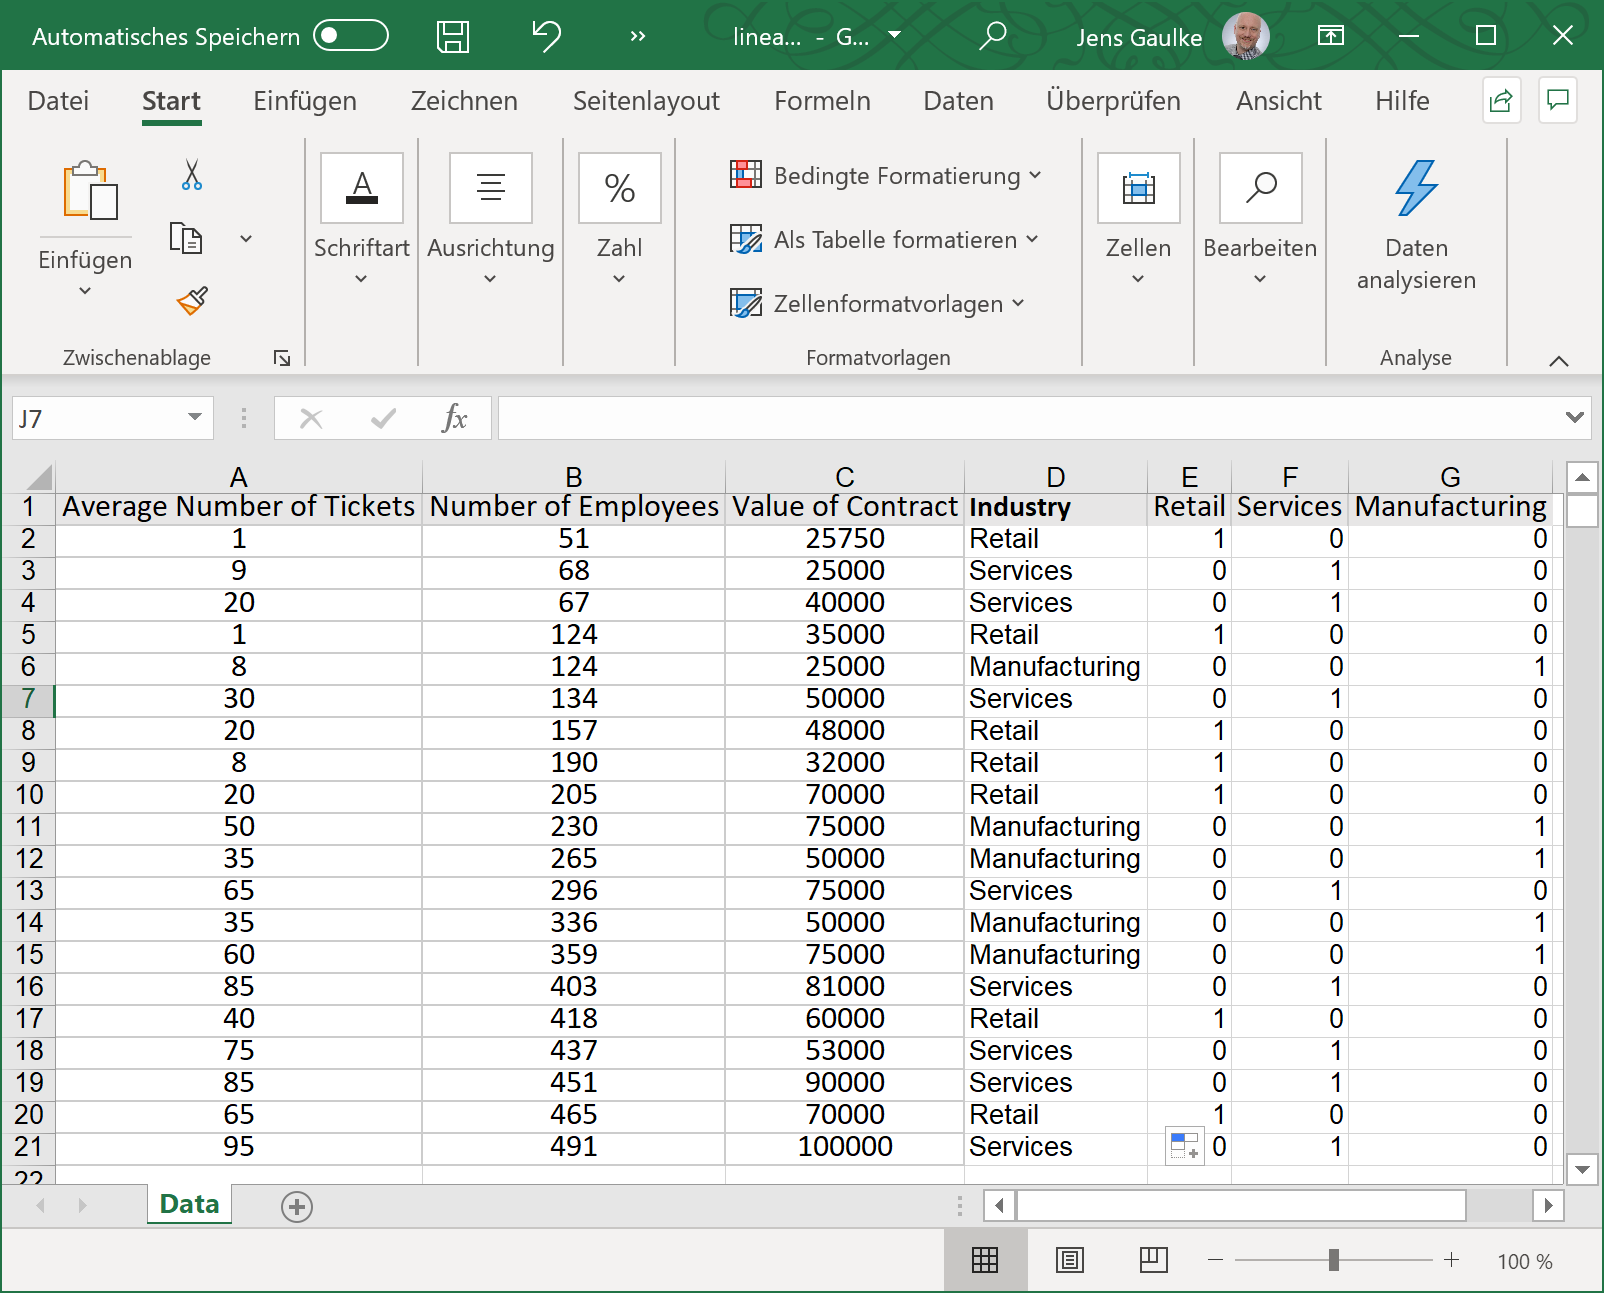 Automatisches Speichern » linea... - G... Jens Gaulke
Datei Start Einfügen Zeichnen Seitenlayout Formeln Daten Überprüfen Ansicht Hilfe
Einfügen
Zwischenablage
A
Schriftart
Ausrichtung
%
Zahl
Bedingte Formatierung
Als Tabelle formatieren
Zellenformatvorlagen
Formatvorlagen
Zellen
Bearbeiten
Daten
analysieren
Analyse
J7 fx
A B C D E F G
1 Average Number of Tickets Number of Employees Value of Contract Industry Retail Services Manufacturing
2 1 51 25750 Retail 1 0 0
3 9 68 25000 Services 0 1 0
4 20 67 40000 Services 0 1 0
5 1 124 35000 Retail 1 0 0
6 8 124 25000 Manufacturing 0 0 1
7 30 134 50000 Services 0 1 0
8 20 157 48000 Retail 1 0 0
9 8 190 32000 Retail 1 0 0
10 20 205 70000 Retail 1 0 0
11 50 230 75000 Manufacturing 0 0 1
12 35 265 50000 Manufacturing 0 0 1
13 65 296 75000 Services 0 1 0
14 35 336 50000 Manufacturing 0 0 1
15 60 359 75000 Manufacturing 0 0 1
16 85 403 81000 Services 0 1 0
17 40 418 60000 Retail 1 0 0
18 75 437 53000 Services 0 1 0
19 85 451 90000 Services 0 1 0
20 65 465 70000 Retail 1 0 0
21 95 491 100000 Services 0 1 0
22
Data
100 %